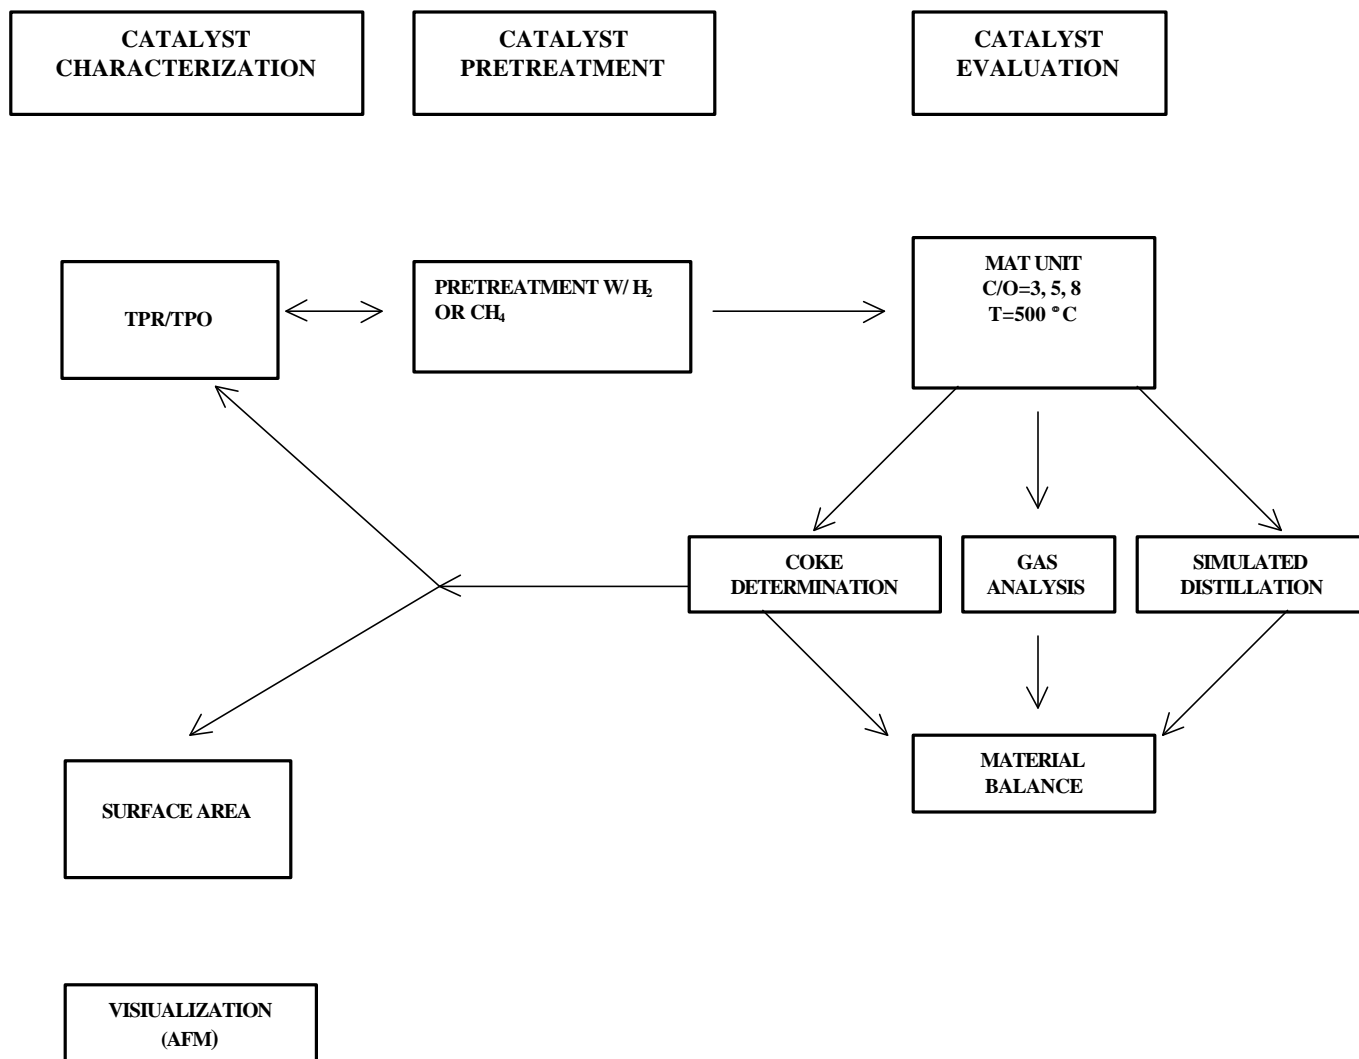 CATALYST
CHARACTERIZATION
CATALYST
PRETREATMENT
CATALYST
EVALUATION
TPR/TPO
PRETREATMENT W/ H₂
OR CH₄
MAT UNIT
C/O=3, 5, 8
T=500 °C
COKE
DETERMINATION
GAS
ANALYSIS
SIMULATED
DISTILLATION
SURFACE AREA
MATERIAL
BALANCE
VISIUALIZATION
(AFM)